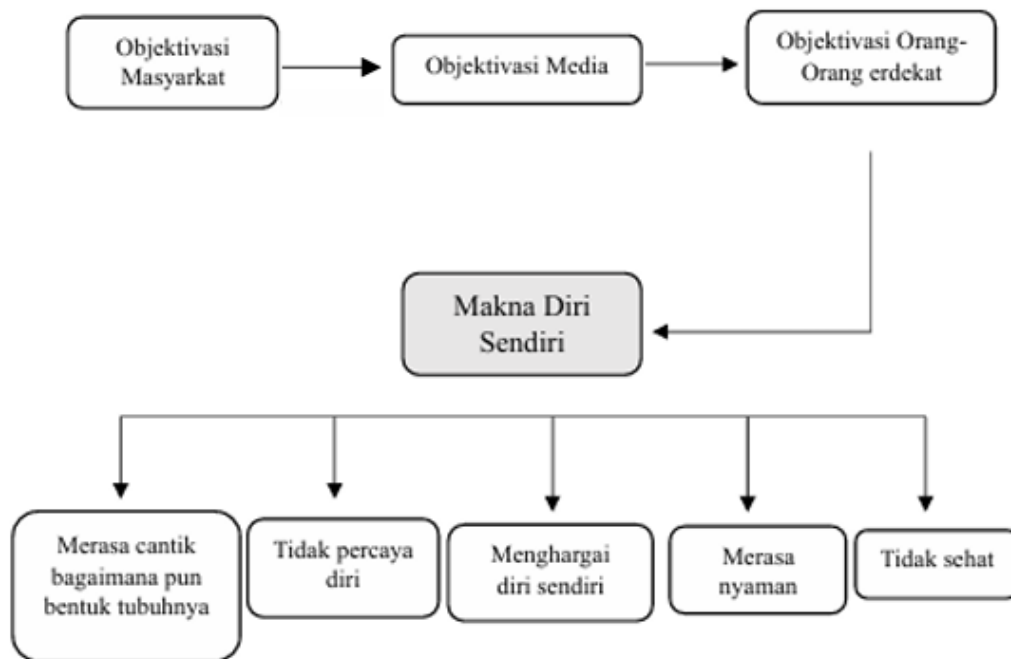 Objektivasi
Masyarkat
Objektivasi Media
Objektivasi Orang-
Orang erdekat
Makna Diri
Sendiri
Merasa cantik
bagaimana pun
bentuk tubuhnya
Tidak percaya
diri
Menghargai
diri sendiri
Merasa
nyaman
Tidak sehat